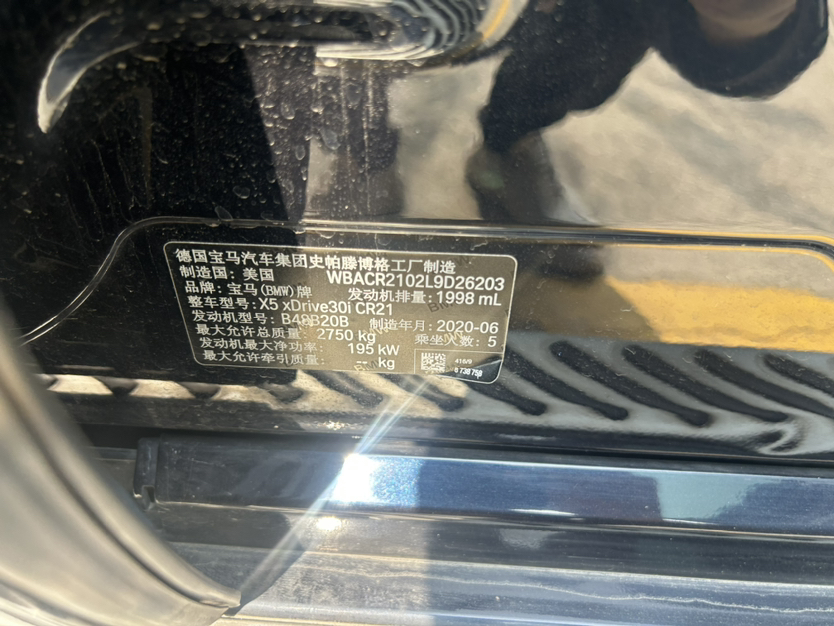 德国宝马汽车集团史帕滕博格工厂制造
制造国：美国 WBACR2102L9D26203
品牌：宝马(BMW)牌 发动机排量：1998 mL
整车型号：X5 xDrive30i CR21
发动机型号：B48B20B 制造年月：2020-06
最大允许总质量：2750 kg 乘坐人数：5
发动机最大净功率：195 kW
最大允许牵引质量：-- kg